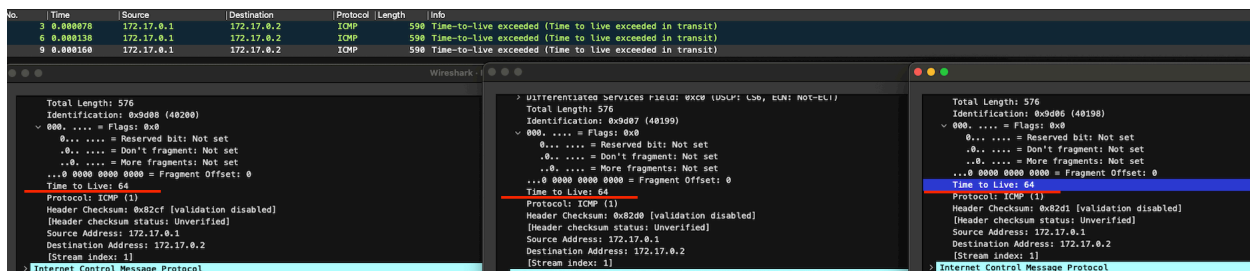 No. Time Source Destination Protocol Length Info
3 0.000078 172.17.0.1 172.17.0.2 ICMP 590 Time-to-live exceeded (Time to live exceeded in transit)
6 0.000138 172.17.0.1 172.17.0.2 ICMP 590 Time-to-live exceeded (Time to live exceeded in transit)
9 0.000160 172.17.0.1 172.17.0.2 ICMP 590 Time-to-live exceeded (Time to live exceeded in transit)
Wireshark ·
Total Length: 576
Identification: 0x9d08 (40200)
000. .... = Flags: 0x0
0... .... = Reserved bit: Not set
.0.. .... = Don't fragment: Not set
..0. .... = More fragments: Not set
...0 0000 0000 0000 = Fragment Offset: 0
Time to Live: 64
Protocol: ICMP (1)
Header Checksum: 0x82cf [validation disabled]
[Header checksum status: Unverified]
Source Address: 172.17.0.1
Destination Address: 172.17.0.2
[Stream index: 1]
Internet Control Message Protocol
Differentiated Services Field: 0xc0 (DSCP: CS6, ECN: Not-ECT)
Total Length: 576
Identification: 0x9d07 (40199)
000. .... = Flags: 0x0
0... .... = Reserved bit: Not set
.0.. .... = Don't fragment: Not set
..0. .... = More fragments: Not set
...0 0000 0000 0000 = Fragment Offset: 0
Time to Live: 64
Protocol: ICMP (1)
Header Checksum: 0x82d0 [validation disabled]
[Header checksum status: Unverified]
Source Address: 172.17.0.1
Destination Address: 172.17.0.2
[Stream index: 1]
Total Length: 576
Identification: 0x9d06 (40198)
000. .... = Flags: 0x0
0... .... = Reserved bit: Not set
.0.. .... = Don't fragment: Not set
..0. .... = More fragments: Not set
...0 0000 0000 0000 = Fragment Offset: 0
Time to Live: 64
Protocol: ICMP (1)
Header Checksum: 0x82d1 [validation disabled]
[Header checksum status: Unverified]
Source Address: 172.17.0.1
Destination Address: 172.17.0.2
[Stream index: 1]
Internet Control Message Protocol